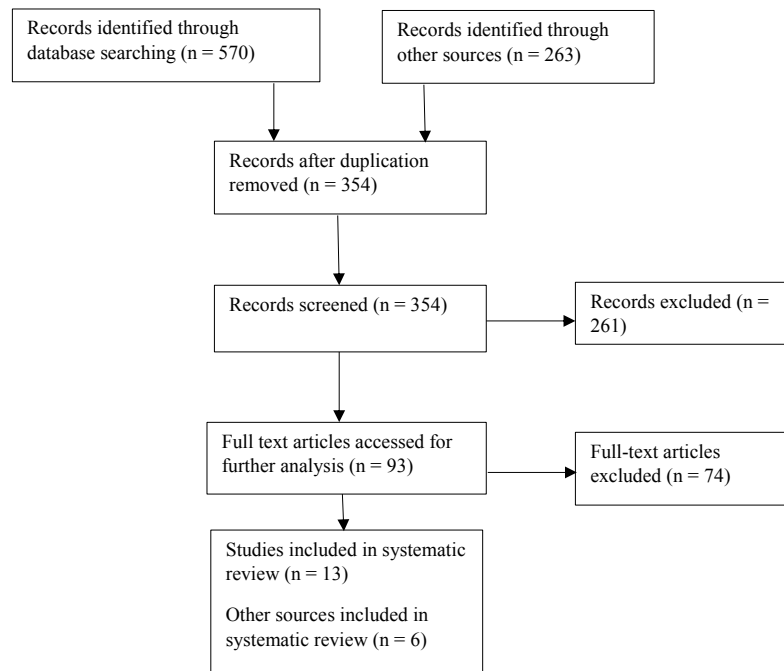 Records identified through
database searching (n = 570)
Records identified through
other sources (n = 263)
Records after duplication
removed (n = 354)
Records screened (n = 354)
Records excluded (n =
261)
Full text articles accessed for
further analysis (n = 93)
Full-text articles
excluded (n = 74)
Studies included in systematic
review (n = 13)
Other sources included in
systematic review (n = 6)